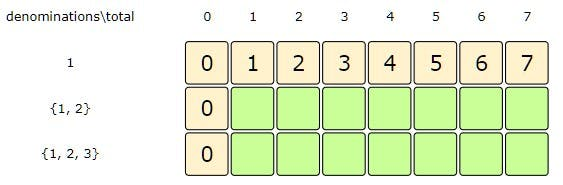 denominations\total 0 1 2 3 4 5 6 7
1 0 1 2 3 4 5 6 7
{1, 2} 0
{1, 2, 3} 0